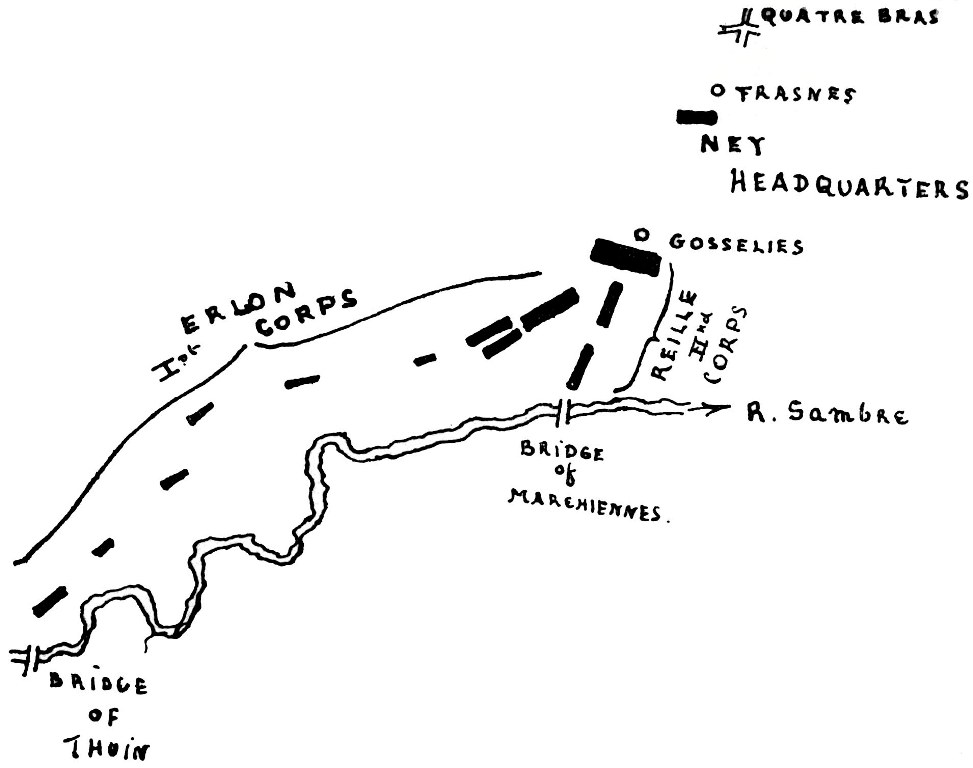 QUATRE BRAS
FRASNES
NEY
HEADQUARTERS
GOSSELIES
ERLON
Ist CORPS
REILLE
IInd
CORPS
R. Sambre
BRIDGE
of
MARCHIENNES.
BRIDGE
OF
THUIN